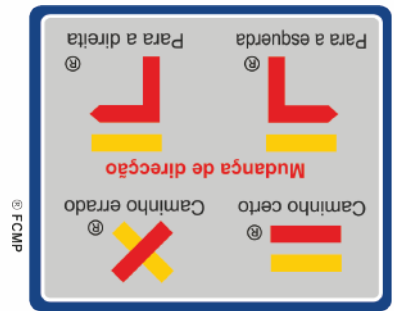 Caminho certo
Caminho errado
®
®
Mudança de direcção
®
®
Para a esquerda
Para a direita
® FCMP